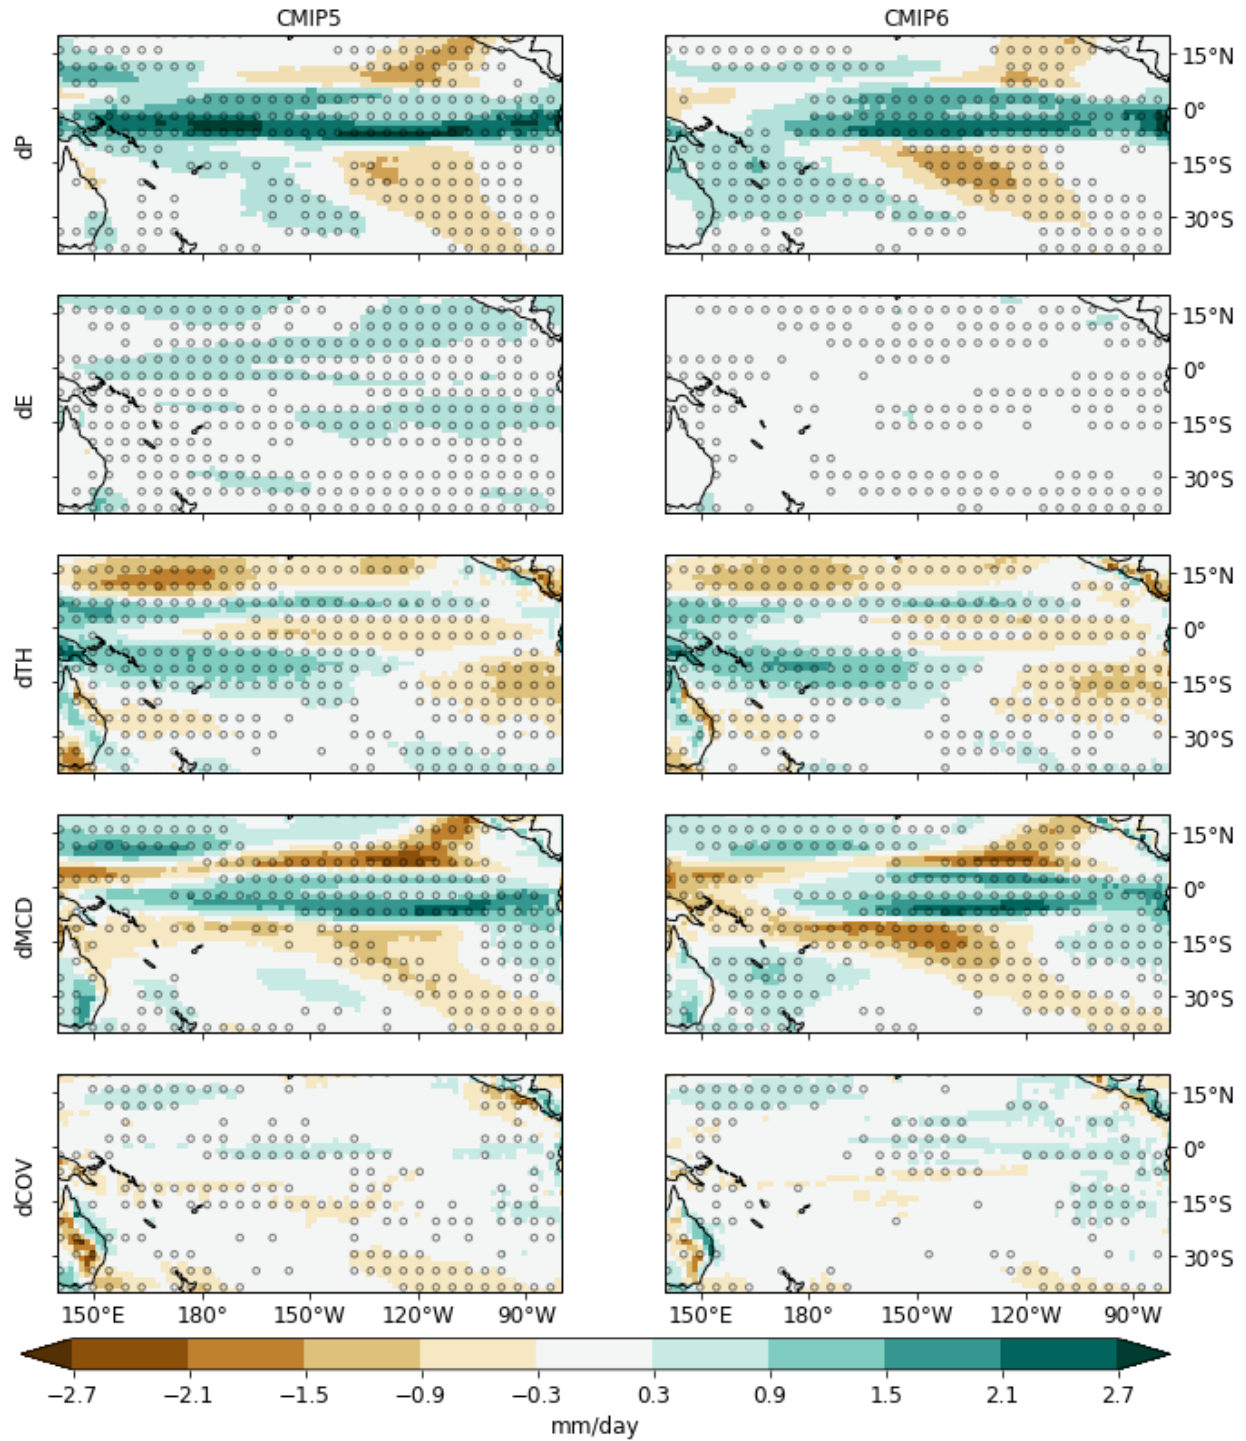 CMIP5 CMIP6
dP 15°N
0°
15°S
30°S
dE 15°N
0°
15°S
30°S
dTH 15°N
0°
15°S
30°S
dMCD 15°N
0°
15°S
30°S
dCOV 15°N
0°
15°S
30°S
150°E 180° 150°W 120°W 90°W 150°E 180° 150°W 120°W 90°W
−2.7 −2.1 −1.5 −0.9 −0.3 0.3 0.9 1.5 2.1 2.7
mm/day